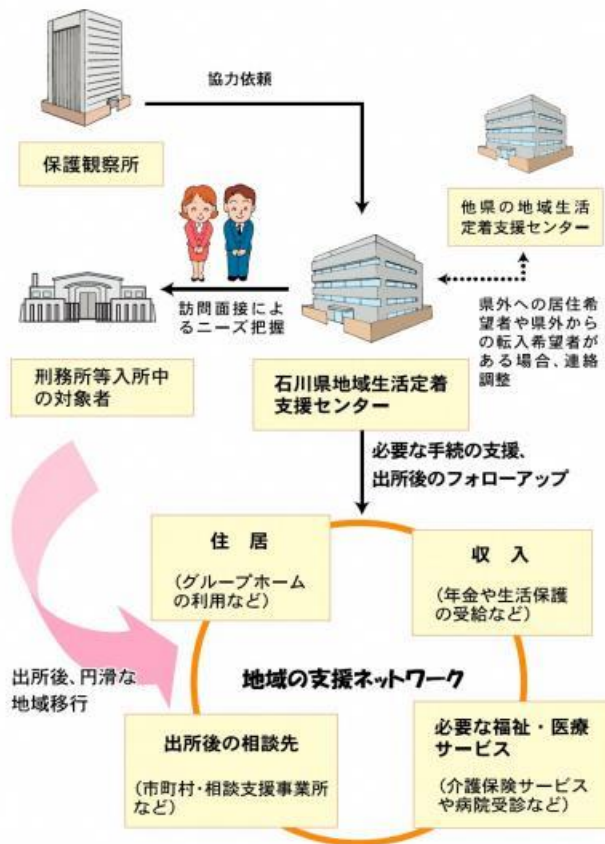 協力依頼
保護観察所
他県の地域生活
定着支援センター
訪問面接によ
るニーズ把握
県外への居住希
望者や県外から
の転入希望者が
ある場合、連絡
調整
刑務所等入所中
の対象者
石川県地域生活定着
支援センター
必要な手続の支援、
出所後のフォローアップ
住　居
（グループホーム
の利用など）
収　入
（年金や生活保護
の受給など）
出所後、円滑な
地域移行
地域の支援ネットワーク
出所後の相談先
（市町村・相談支援事業所
など）
必要な福祉・医療
サービス
（介護保険サービス
や病院受診など）